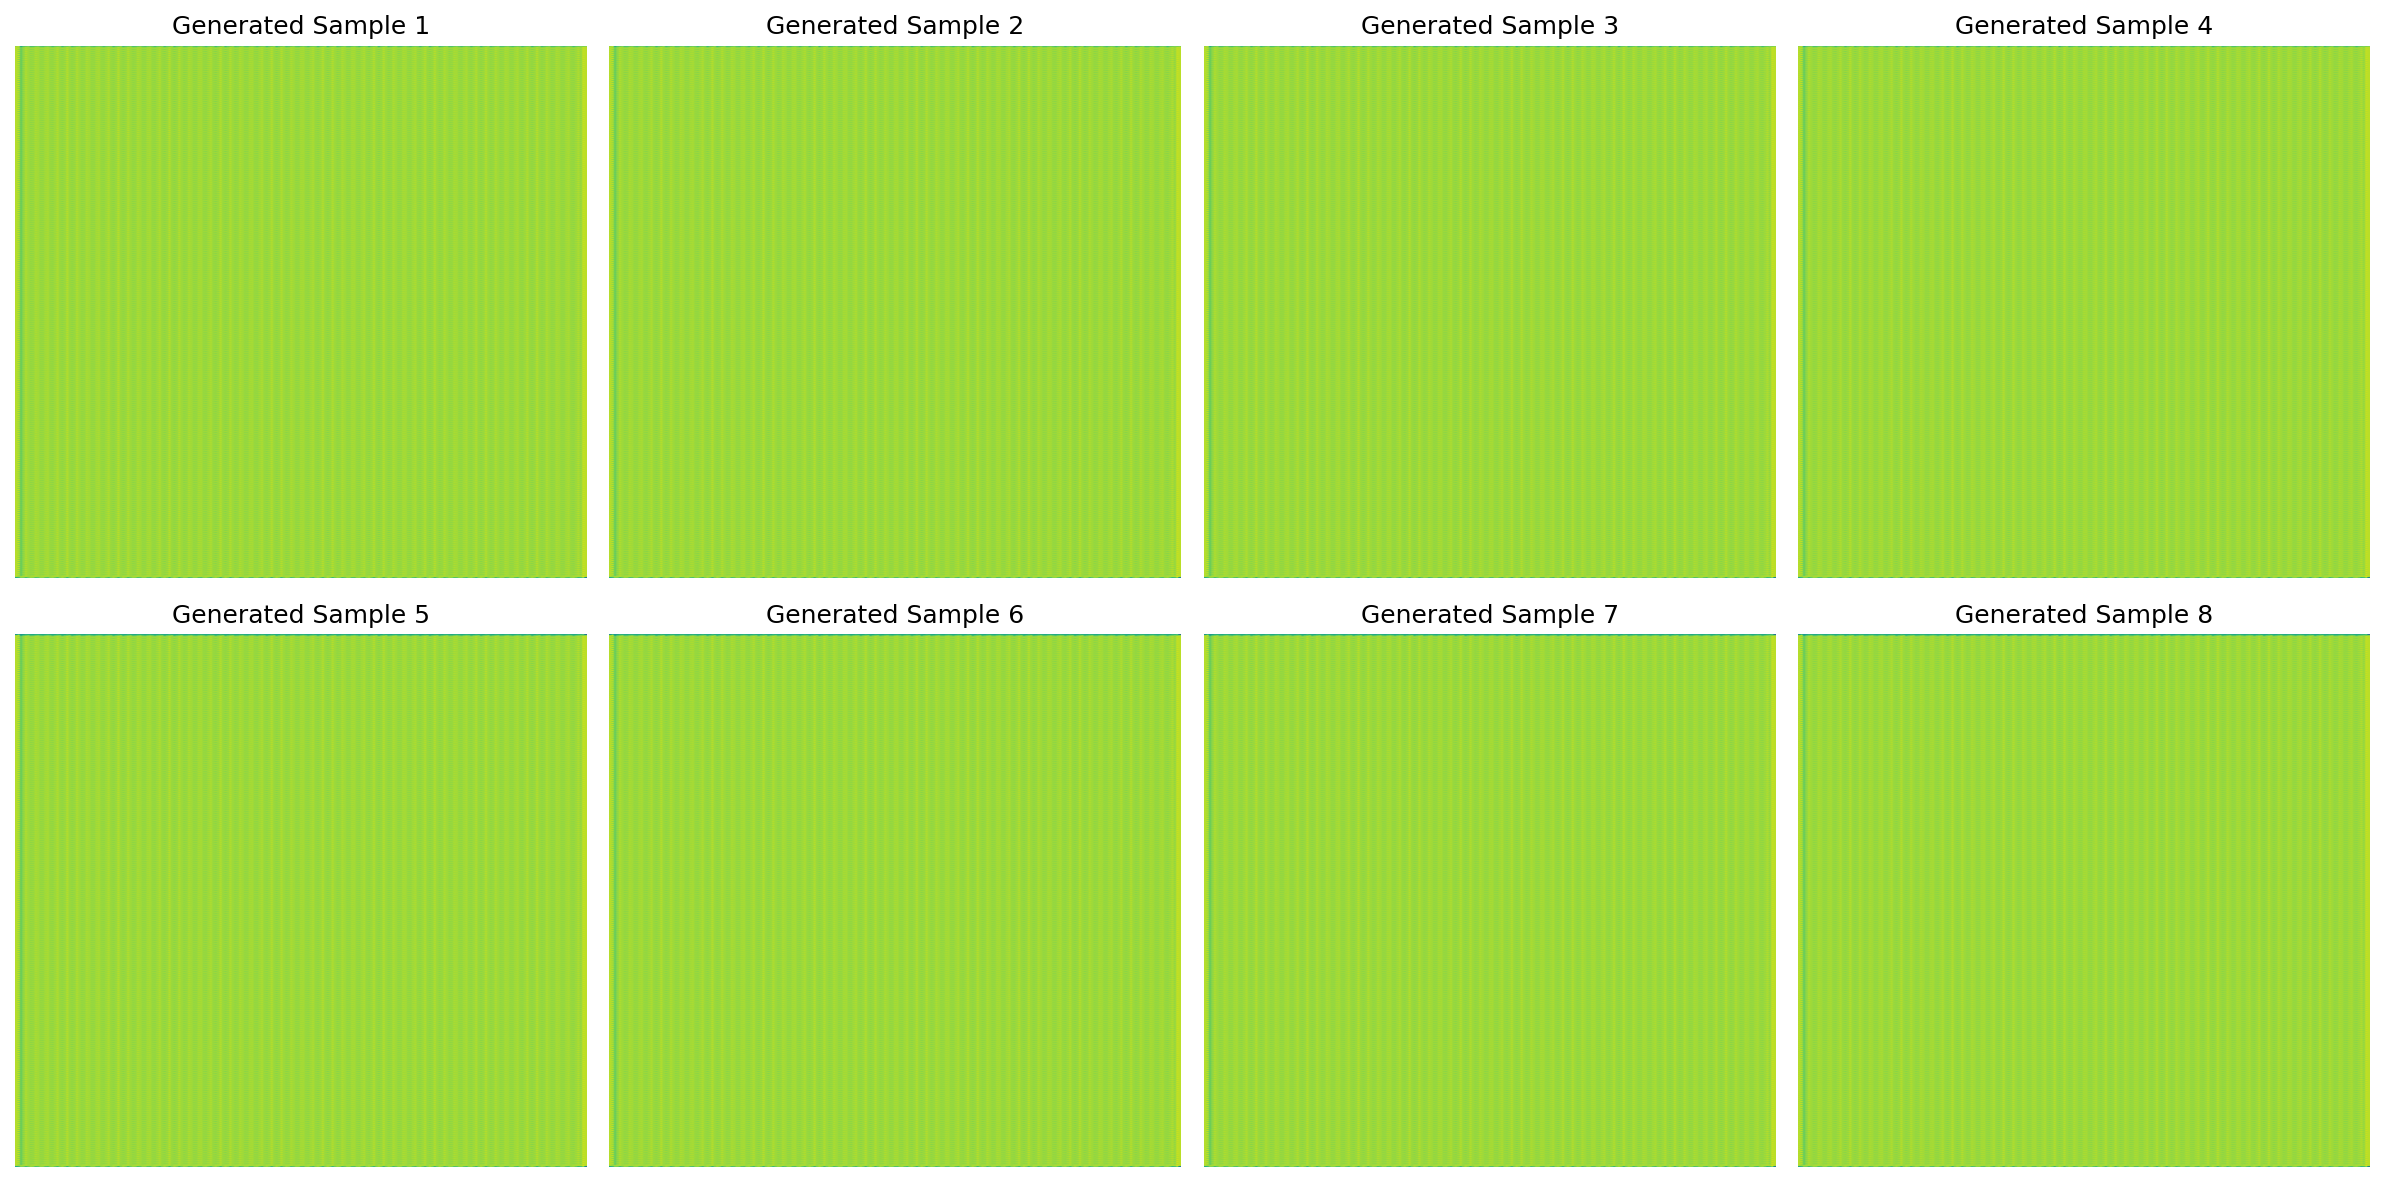 Generated Sample 1
Generated Sample 2
Generated Sample 3
Generated Sample 4
Generated Sample 5
Generated Sample 6
Generated Sample 7
Generated Sample 8